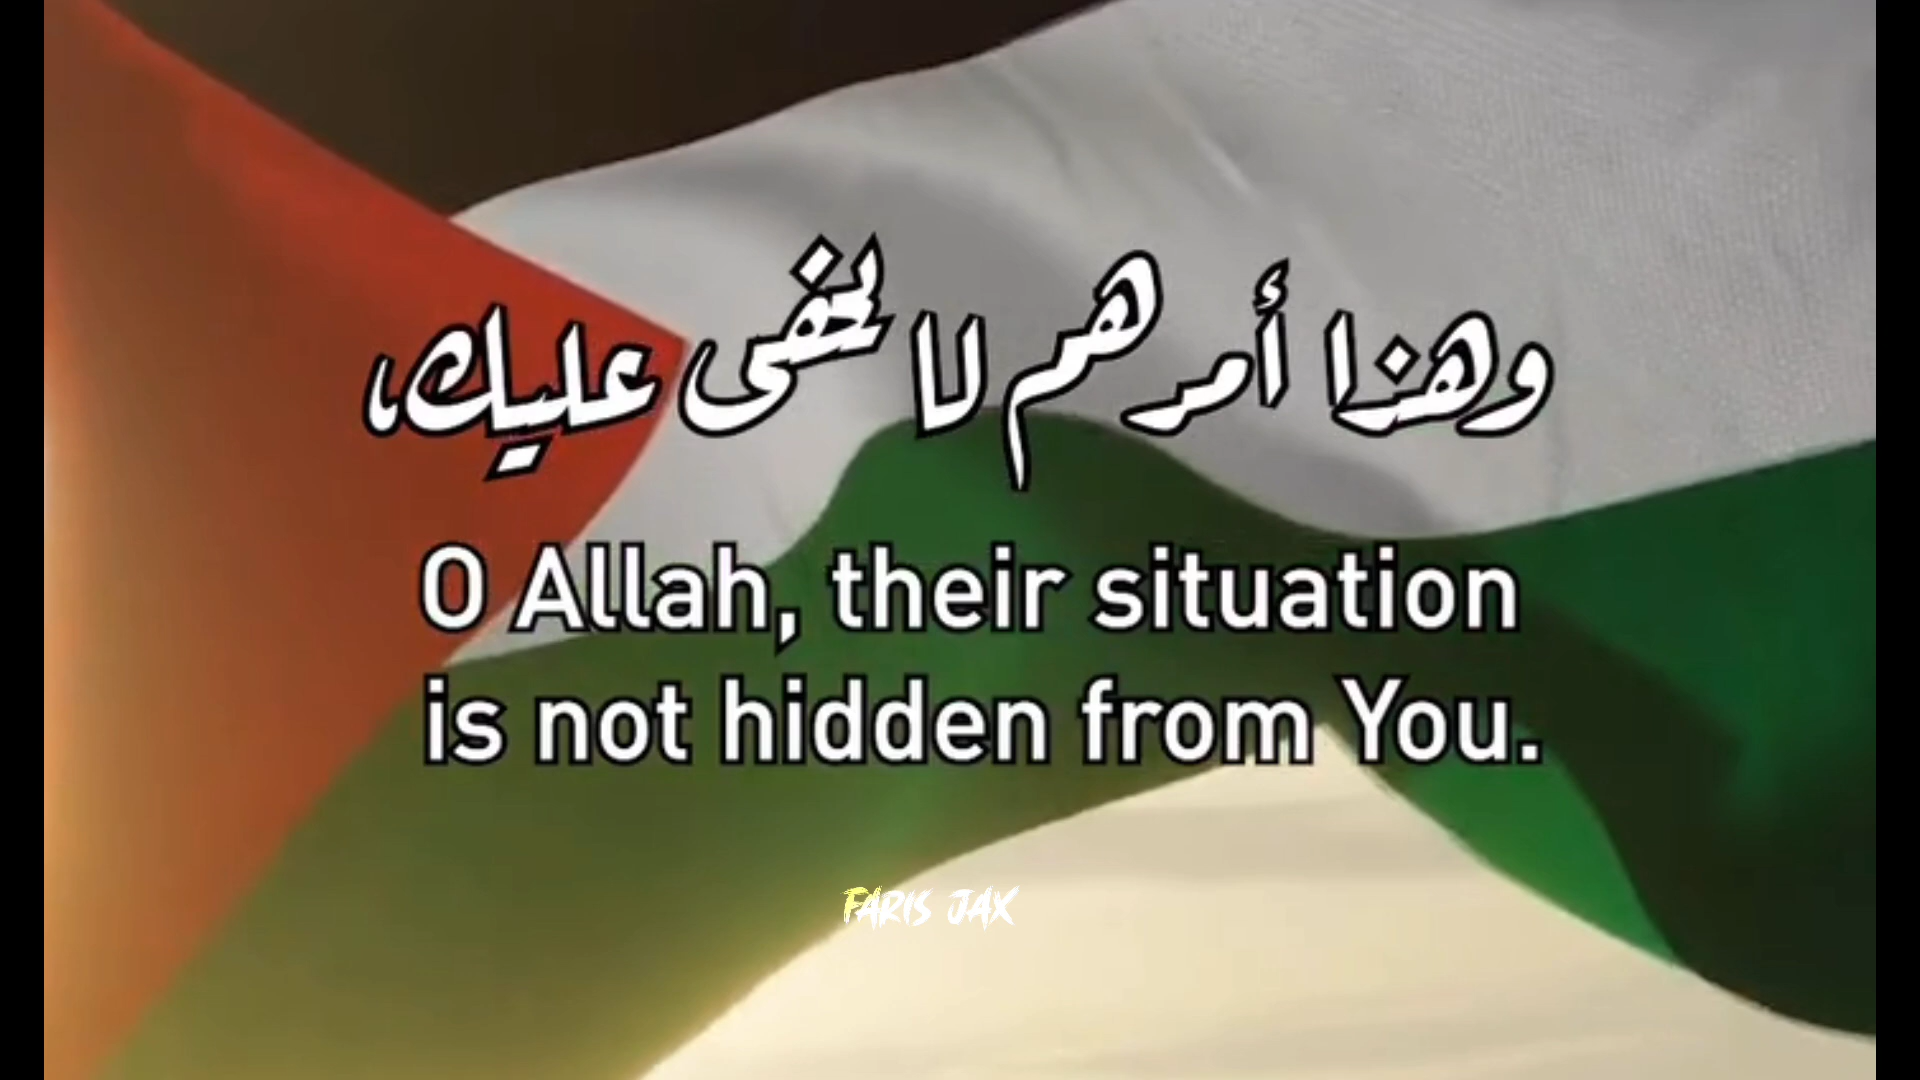 وهذا أمرهم لا يخفى عليك،
O Allah, their situation
is not hidden from You.
FARIS JAX